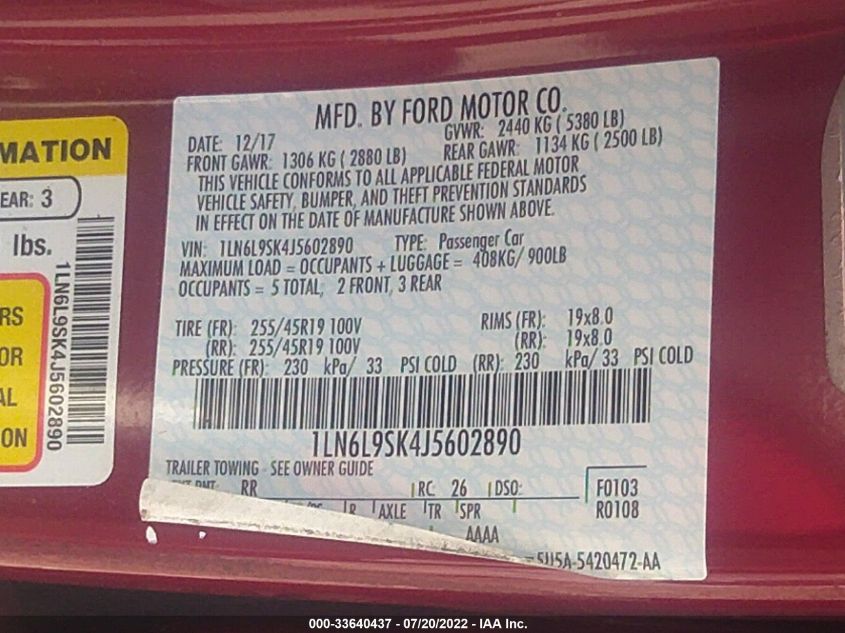 MFD. BY FORD MOTOR CO.
DATE: 12/17
GVWR: 2440 KG ( 5380 LB)
FRONT GAWR: 1306 KG ( 2880 LB)
REAR GAWR: 1134 KG ( 2500 LB)
THIS VEHICLE CONFORMS TO ALL APPLICABLE FEDERAL MOTOR
VEHICLE SAFETY, BUMPER, AND THEFT PREVENTION STANDARDS
IN EFFECT ON THE DATE OF MANUFACTURE SHOWN ABOVE.
VIN: 1LN6L9SK4J5602890 TYPE: Passenger Car
MAXIMUM LOAD = OCCUPANTS + LUGGAGE = 408KG/ 900LB
OCCUPANTS = 5 TOTAL, 2 FRONT, 3 REAR
TIRE (FR): 255/45R19 100V RIMS (FR): 19x8.0
(RR): 255/45R19 100V (RR): 19x8.0
PRESSURE (FR): 230 kPa/ 33 PSI COLD (RR): 230 kPa/ 33 PSI COLD
1LN6L9SK4J5602890
TRAILER TOWING - SEE OWNER GUIDE
RR RC: 26 DSO: F0103
R AXLE TR SPR R0108
AAAA
5U5A-5420472-AA
MATION
EAR: 3
lbs.
RS
OR
AL
ON
1LN6L9SK4J5602890
000-33640437 - 07/20/2022 - IAA Inc.